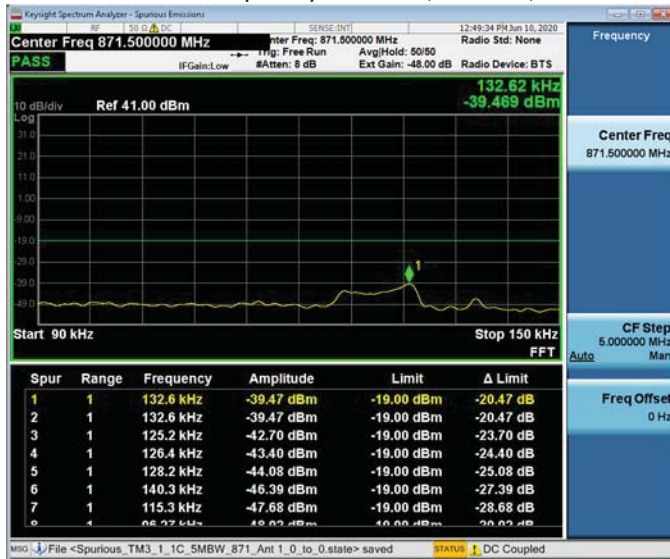 Keysight Spectrum Analyzer - Spurious Emissions
RF 50 Ω DC SENSE:INT 12:49:34 PM Jun 10, 2020
Center Freq 871.500000 MHz
Center Freq: 871.500000 MHz Radio Std: None
Trig: Free Run Avg|Hold: 50/50
PASS IFGain:Low #Atten: 8 dB Ext Gain: -48.00 dB Radio Device: BTS
132.62 kHz
10 dB/div Ref 41.00 dBm -39.469 dBm
Log
31.0
21.0
11.0
1.00
-9.00
-19.0
-29.0
-39.0
-49.0
1
Start 90 kHz Stop 150 kHz
FFT
Spur Range Frequency Amplitude Limit Δ Limit
1 1 132.6 kHz -39.47 dBm -19.00 dBm -20.47 dB
2 1 132.6 kHz -39.47 dBm -19.00 dBm -20.47 dB
3 1 125.2 kHz -42.70 dBm -19.00 dBm -23.70 dB
4 1 126.4 kHz -43.40 dBm -19.00 dBm -24.40 dB
5 1 128.2 kHz -44.08 dBm -19.00 dBm -25.08 dB
6 1 140.3 kHz -46.39 dBm -19.00 dBm -27.39 dB
7 1 115.3 kHz -47.68 dBm -19.00 dBm -28.68 dB
MSG File <Spurious_TM3_1_1C_5MBW_871_Ant 1_0_to_0.state> saved STATUS DC Coupled
Frequency
Center Freq
871.500000 MHz
CF Step
5.000000 MHz
Auto Man
Freq Offset
0 Hz